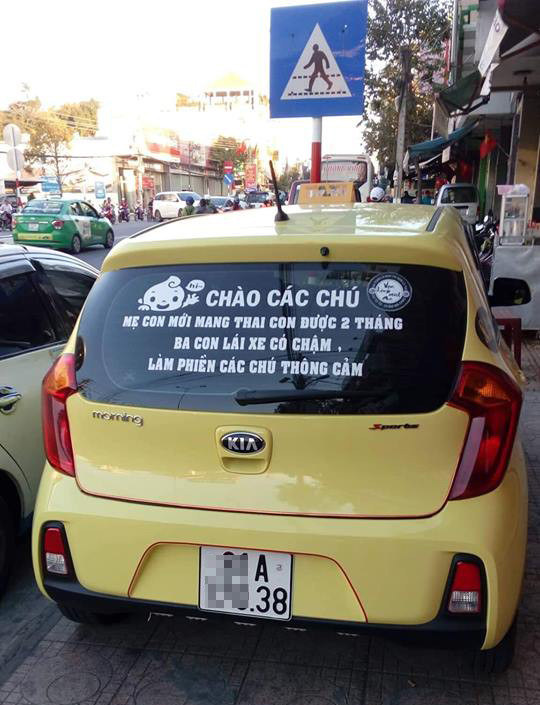 hi~
CHÀO CÁC CHÚ
MẸ CON MỚI MANG THAI CON ĐƯỢC 2 THÁNG
BA CON LÁI XE CÓ CHẬM ,
LÀM PHIỀN CÁC CHÚ THÔNG CẢM
morning
KIA
Sports
A
.38